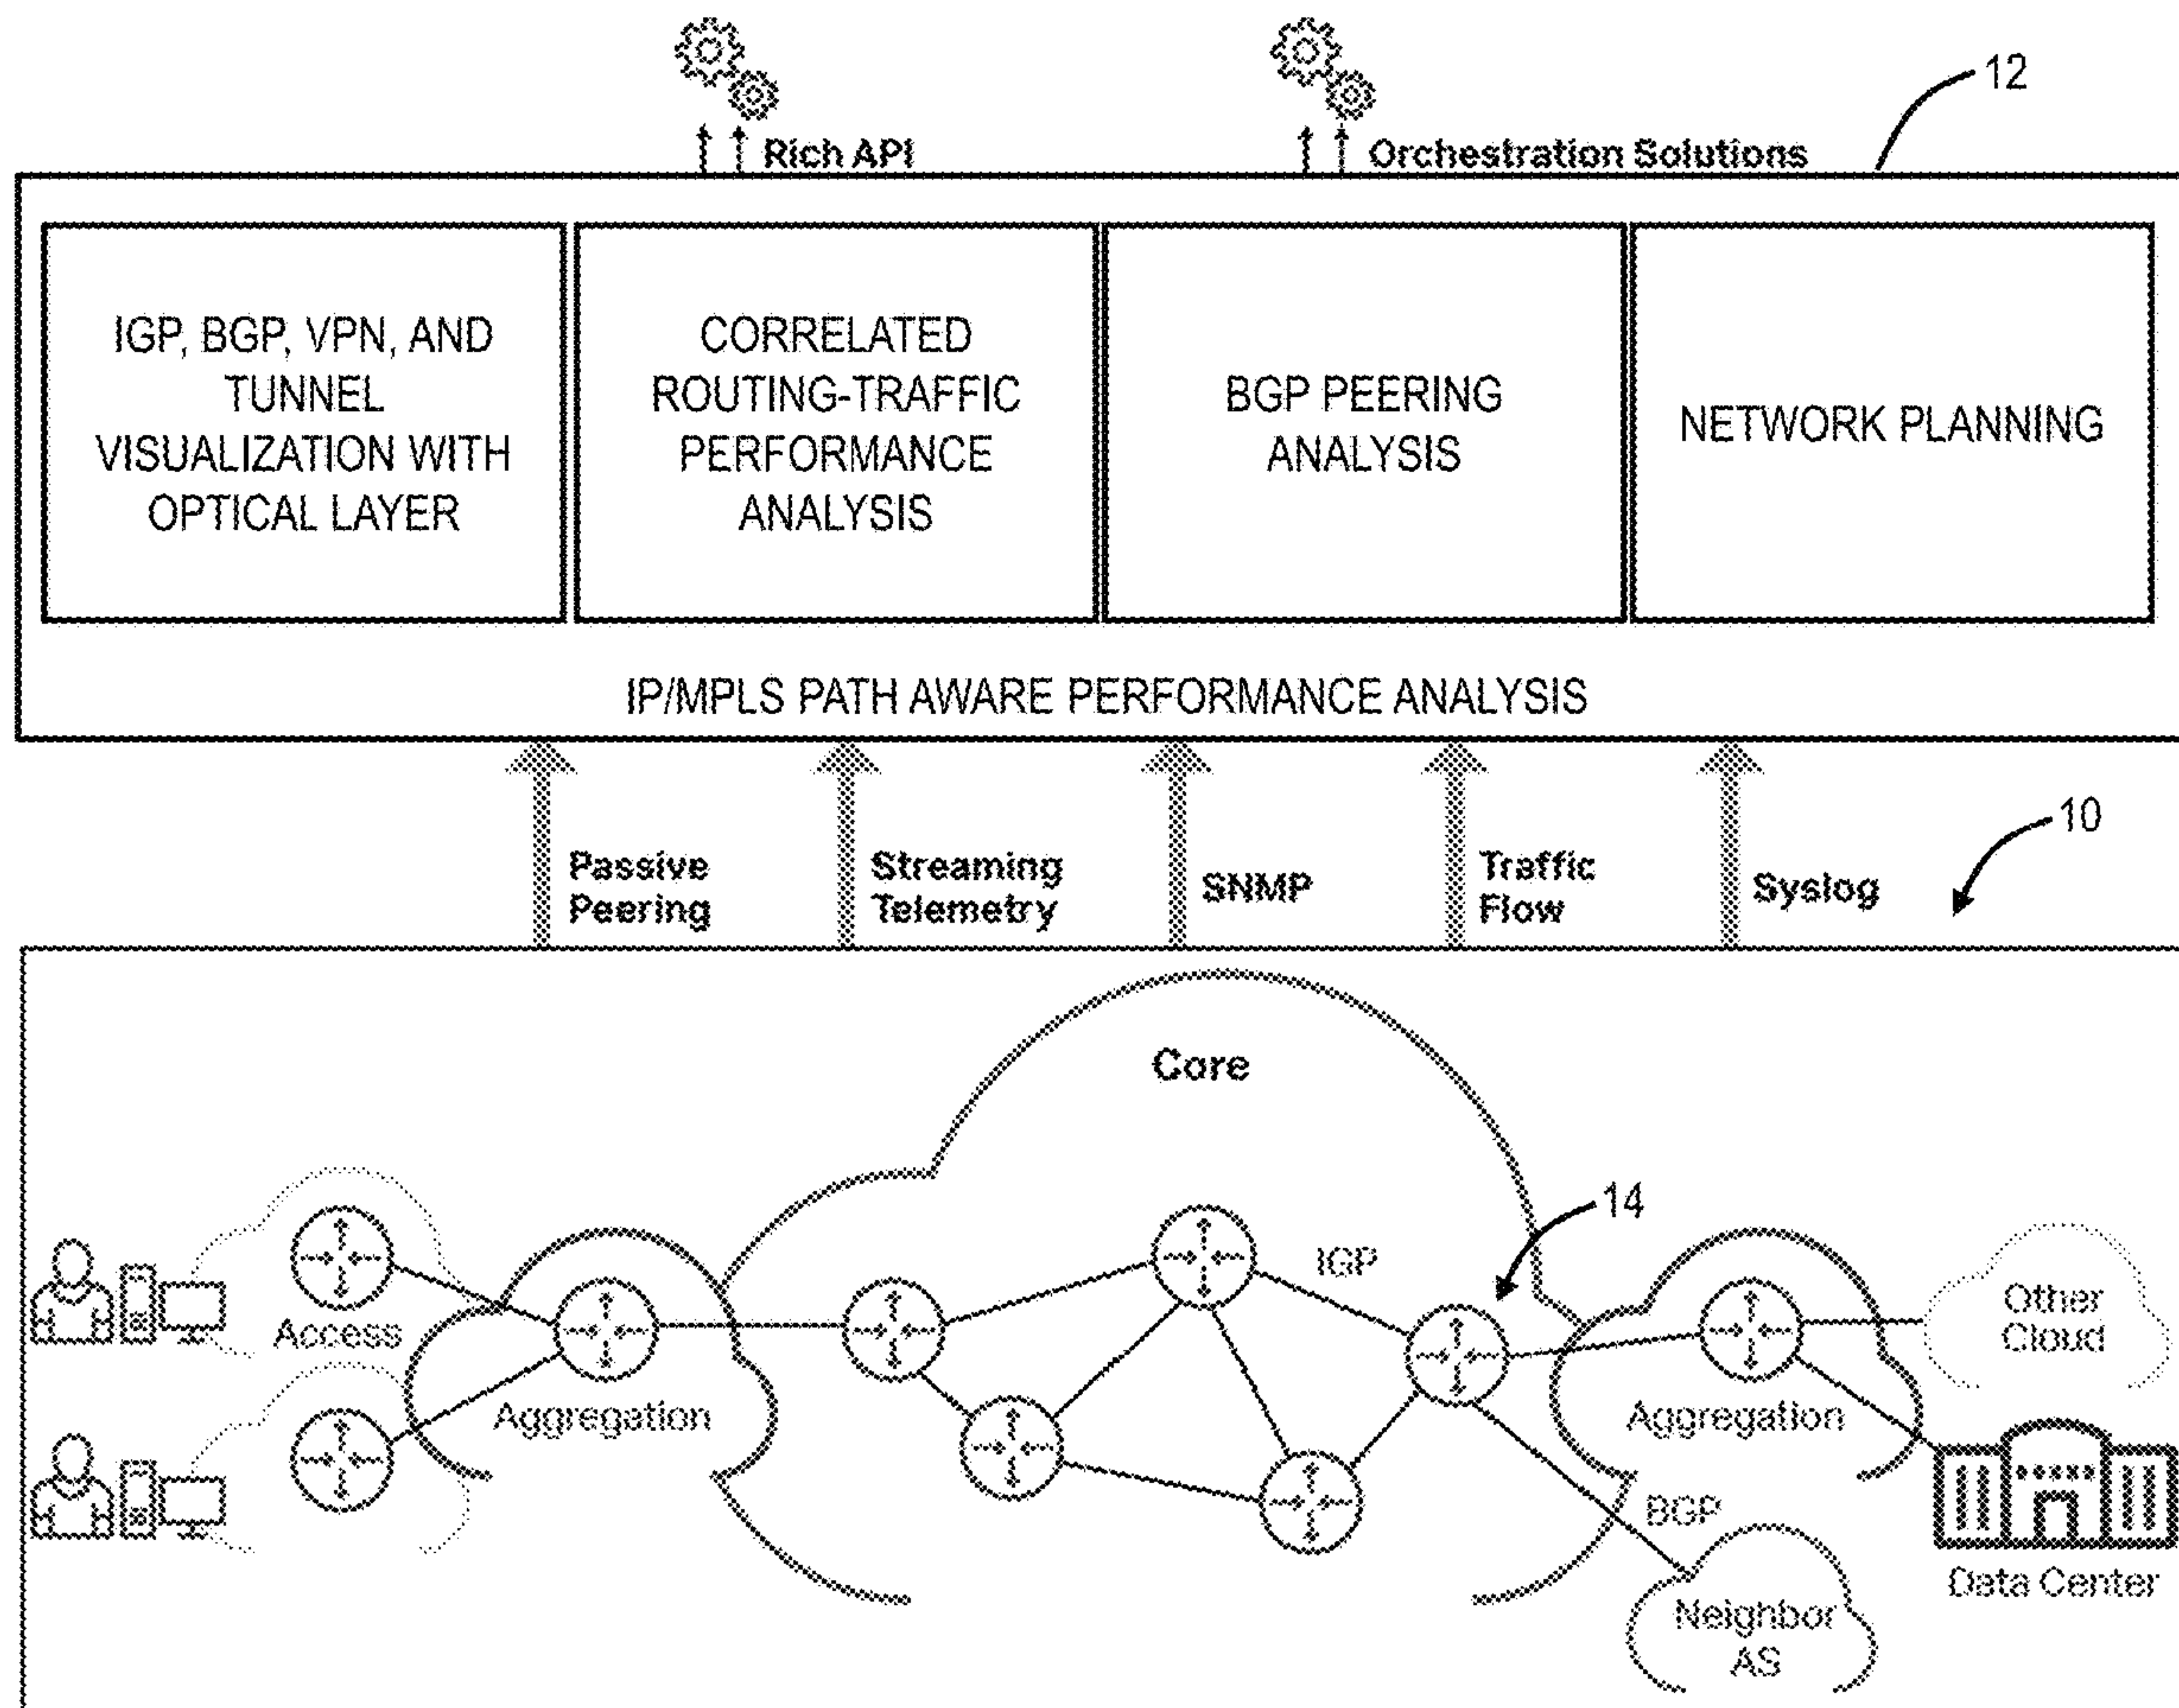 12
Rich API
Orchestration Solutions
IGP, BGP, VPN, AND
TUNNEL
VISUALIZATION WITH
OPTICAL LAYER
CORRELATED
ROUTING-TRAFFIC
PERFORMANCE
ANALYSIS
BGP PEERING
ANALYSIS
NETWORK PLANNING
IP/MPLS PATH AWARE PERFORMANCE ANALYSIS
10
Passive
Peering
Streaming
Telemetry
SNMP
Traffic
Flow
Syslog
Core
14
IGP
Access
Other
Cloud
Aggregation
Aggregation
BGP
Data Center
Neighbor
AS